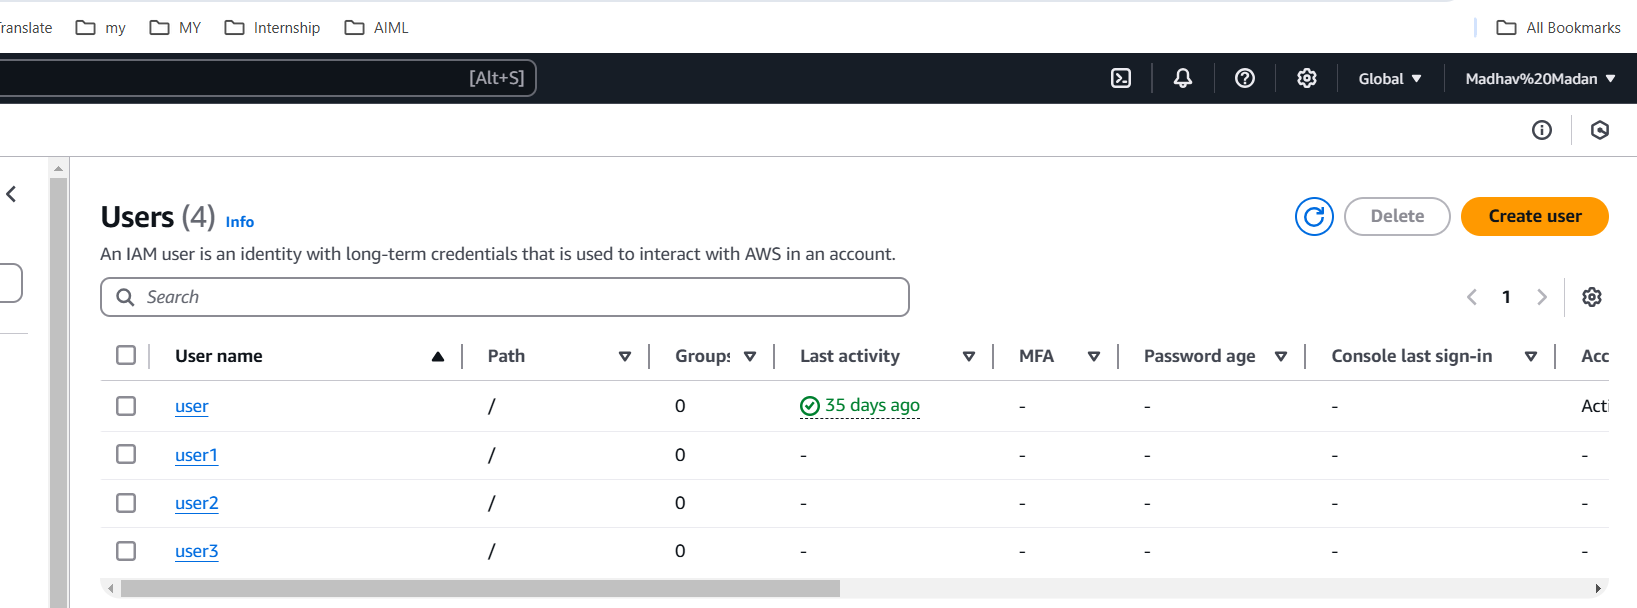 ranslate my MY Internship AIML All Bookmarks
[Alt+S] Global Madhav%20Madan
Users (4) Info Delete Create user
An IAM user is an identity with long-term credentials that is used to interact with AWS in an account.
Search 1
User name Path Groups Last activity MFA Password age Console last sign-in Acc
user / 0 35 days ago - - - Acti
user1 / 0 - - - - -
user2 / 0 - - - - -
user3 / 0 - - - - -